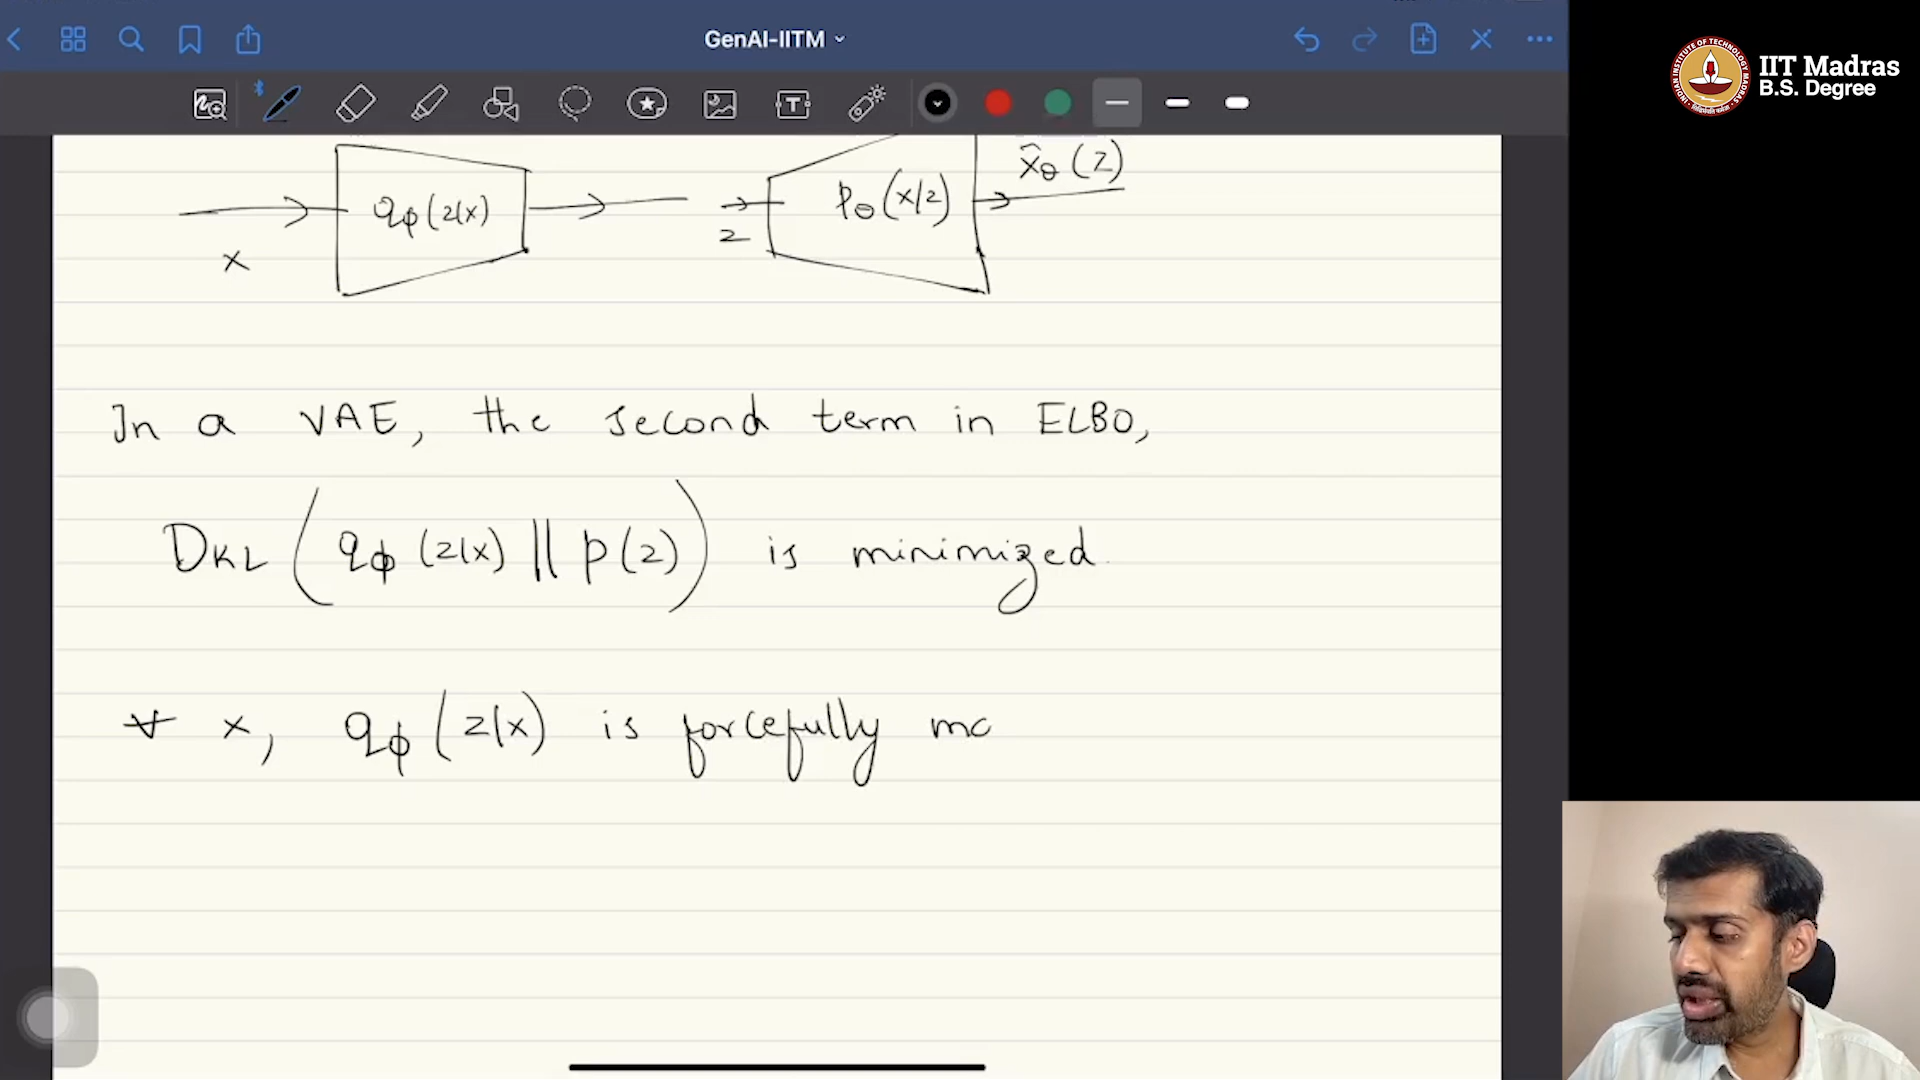 GenAI-IITM
IIT Madras
B.S. Degree
x
qφ(z|x)
z
pθ(x/z)
x̂θ(z)
In a VAE, the second term in ELBO,
DKL (qφ(z|x) || p(z)) is minimized.
∀ x, qφ(z|x) is forcefully ma